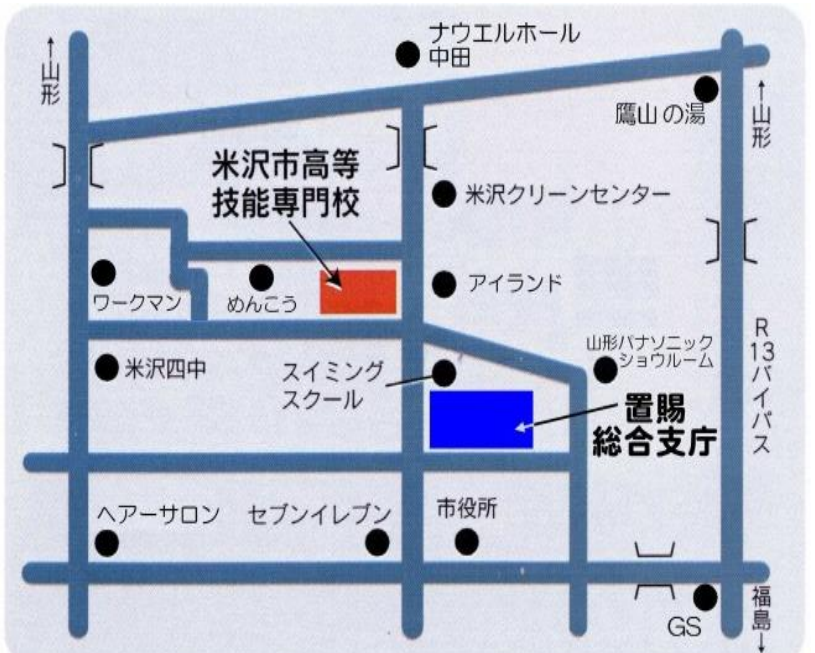 ナウエルホール
中田
←山形
←山形
鷹山の湯
米沢市高等
技能専門校
米沢クリーンセンター
アイランド
ワークマン
めんこう
R13バイパス
山形パナソニック
ショウルーム
米沢四中
スイミング
スクール
置賜
総合支庁
ヘアーサロン
セブンイレブン
市役所
福島→
GS